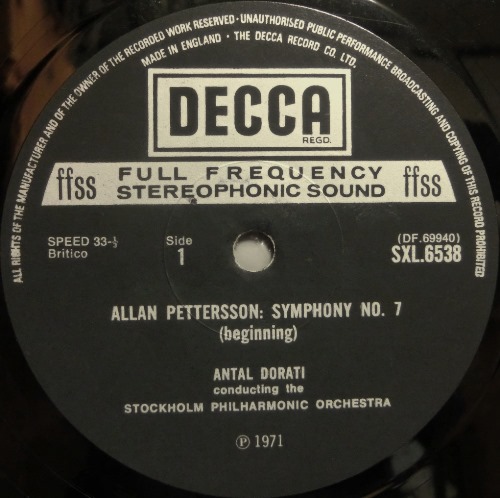 ALL RIGHTS OF THE MANUFACTURER AND OF THE OWNER OF THE RECORDED WORK RESERVED · UNAUTHORISED PUBLIC PERFORMANCE BROADCASTING AND COPYING OF THIS RECORD PROHIBITED
MADE IN ENGLAND · THE DECCA RECORD CO. LTD.
DECCA
REGD.
ffss FULL FREQUENCY ffss
STEREOPHONIC SOUND
SPEED 33-⅓ Side (DF.69940)
Britico 1 SXL.6538
ALLAN PETTERSSON: SYMPHONY NO. 7
(beginning)
ANTAL DORATI
conducting the
STOCKHOLM PHILHARMONIC ORCHESTRA
Ⓟ 1971